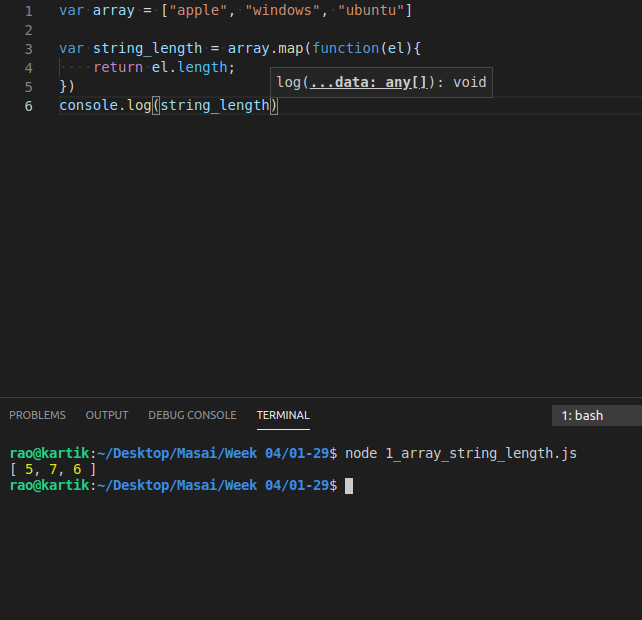 1 var array = ["apple", "windows", "ubuntu"]
2
3 var string_length = array.map(function(el){
4     return el.length;
log(...data: any[]): void
5 })
6 console.log(string_length)
PROBLEMS OUTPUT DEBUG CONSOLE TERMINAL 1: bash
rao@kartik:~/Desktop/Masai/Week 04/01-29$ node 1_array_string_length.js
[ 5, 7, 6 ]
rao@kartik:~/Desktop/Masai/Week 04/01-29$